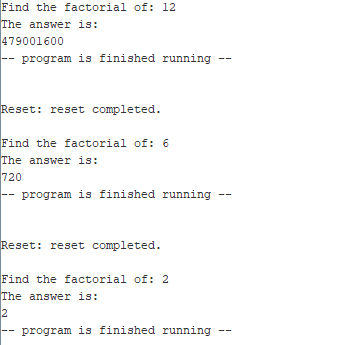 Find the factorial of: 12
The answer is:
479001600
-- program is finished running --
Reset: reset completed.
Find the factorial of: 6
The answer is:
720
-- program is finished running --
Reset: reset completed.
Find the factorial of: 2
The answer is:
2
-- program is finished running --